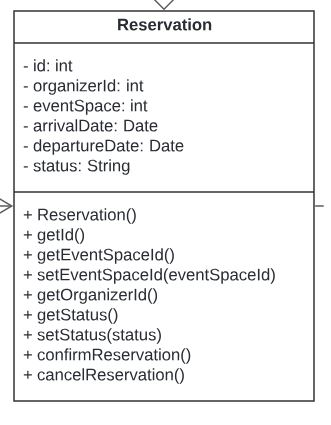 Reservation
- id: int
- organizerId: int
- eventSpace: int
- arrivalDate: Date
- departureDate: Date
- status: String
+ Reservation()
+ getId()
+ getEventSpaceId()
+ setEventSpaceId(eventSpaceId)
+ getOrganizerId()
+ getStatus()
+ setStatus(status)
+ confirmReservation()
+ cancelReservation()